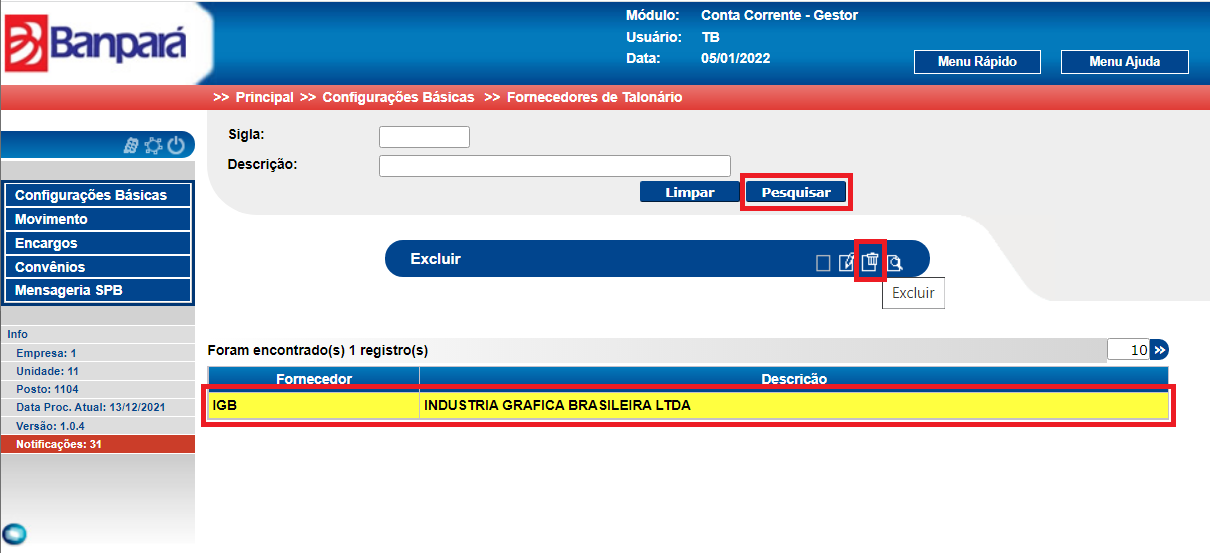 Banpará
Módulo: Conta Corrente - Gestor
Usuário: TB
Data: 05/01/2022
Menu Rápido
Menu Ajuda
>> Principal >> Configurações Básicas >> Fornecedores de Talonário
Sigla:
Descrição:
Limpar
Pesquisar
Configurações Básicas
Movimento
Encargos
Convênios
Mensageria SPB
Excluir
Excluir
Info
Empresa: 1
Unidade: 11
Posto: 1104
Data Proc. Atual: 13/12/2021
Versão: 1.0.4
Notificações: 31
Foram encontrado(s) 1 registro(s)
10
Fornecedor Descrição
IGB INDUSTRIA GRAFICA BRASILEIRA LTDA